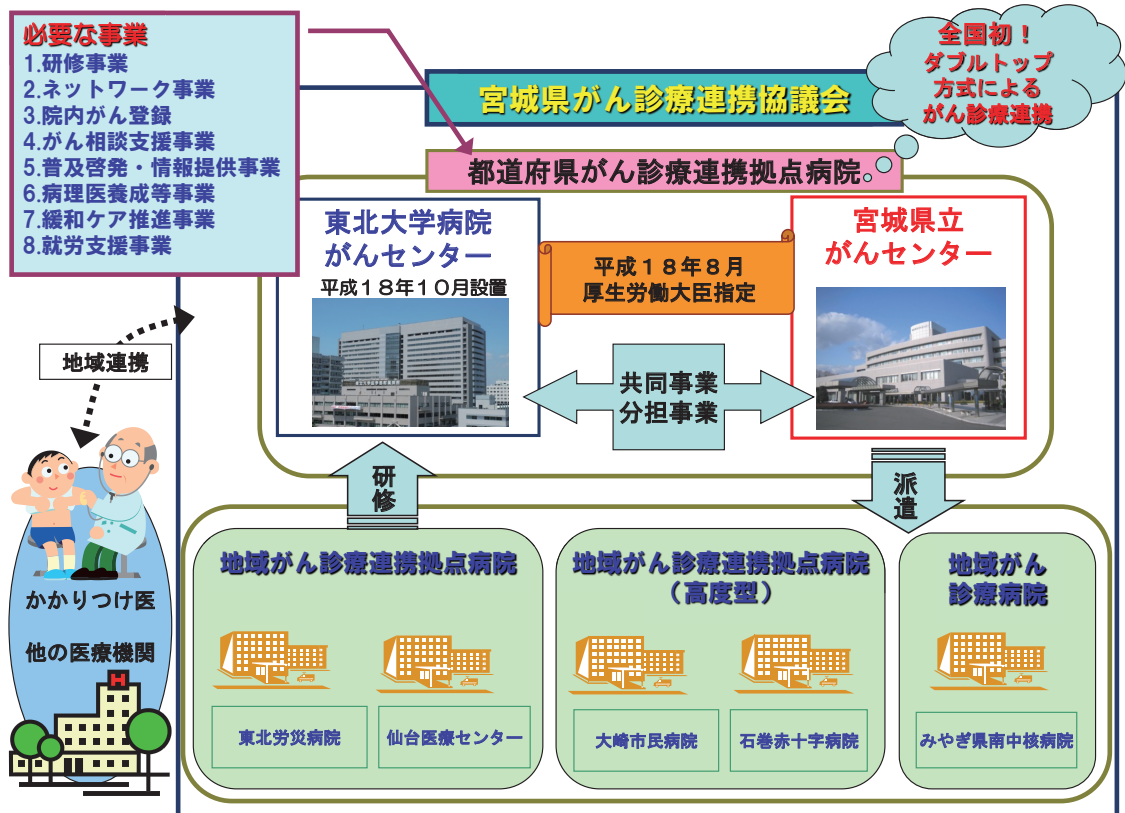 必要な事業
1.研修事業
2.ネットワーク事業
3.院内がん登録
4.がん相談支援事業
5.普及啓発・情報提供事業
6.病理医養成等事業
7.緩和ケア推進事業
8.就労支援事業
宮城県がん診療連携協議会
全国初！
ダブルトップ
方式による
がん診療連携
都道府県がん診療連携拠点病院
東北大学病院
がんセンター
平成１８年１０月設置
平成１８年８月
厚生労働大臣指定
宮城県立
がんセンター
共同事業
分担事業
地域連携
研修
派遣
かかりつけ医
他の医療機関
H
地域がん診療連携拠点病院
東北労災病院
仙台医療センター
地域がん診療連携拠点病院
（高度型）
大崎市民病院
石巻赤十字病院
地域がん
診療病院
みやぎ県南中核病院